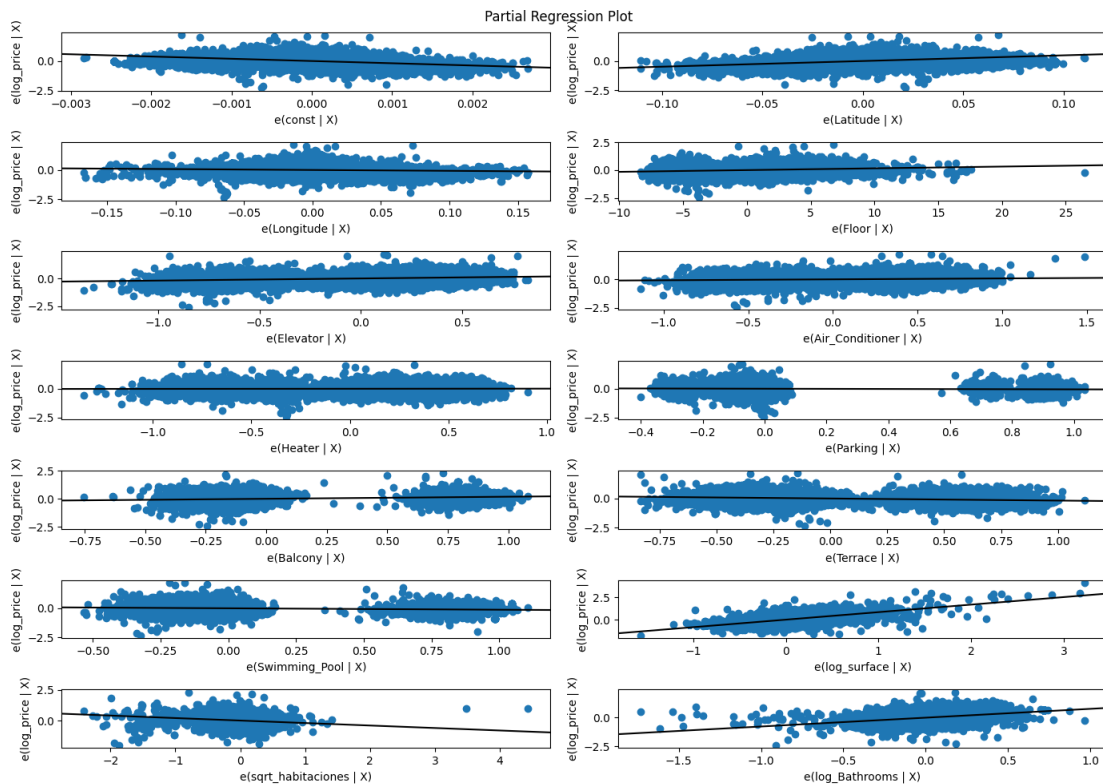 Partial Regression Plot
e(log_price | X)
0.0
−2.5
−0.003 −0.002 −0.001 0.000 0.001 0.002
e(const | X)
e(log_price | X)
0.0
−2.5
−0.10 −0.05 0.00 0.05 0.10
e(Latitude | X)
e(log_price | X)
2.5
0.0
−2.5
−0.15 −0.10 −0.05 0.00 0.05 0.10 0.15
e(Longitude | X)
e(log_price | X)
2.5
0.0
−2.5
−10 −5 0 5 10 15 20 25
e(Floor | X)
e(log_price | X)
0.0
−2.5
−1.0 −0.5 0.0 0.5
e(Elevator | X)
e(log_price | X)
0.0
−2.5
−1.0 −0.5 0.0 0.5 1.0 1.5
e(Air_Conditioner | X)
e(log_price | X)
0.0
−2.5
−1.0 −0.5 0.0 0.5 1.0
e(Heater | X)
e(log_price | X)
0.0
−2.5
−0.4 −0.2 0.0 0.2 0.4 0.6 0.8 1.0
e(Parking | X)
e(log_price | X)
2.5
0.0
−2.5
−0.75 −0.50 −0.25 0.00 0.25 0.50 0.75 1.00
e(Balcony | X)
e(log_price | X)
2.5
0.0
−2.5
−0.75 −0.50 −0.25 0.00 0.25 0.50 0.75 1.00
e(Terrace | X)
e(log_price | X)
0.0
−2.5
−0.50 −0.25 0.00 0.25 0.50 0.75 1.00
e(Swimming_Pool | X)
e(log_price | X)
2.5
0.0
−1 0 1 2 3
e(log_surface | X)
e(log_price | X)
2.5
0.0
−2 −1 0 1 2 3 4
e(sqrt_habitaciones | X)
e(log_price | X)
0.0
−2.5
−1.5 −1.0 −0.5 0.0 0.5 1.0
e(log_Bathrooms | X)